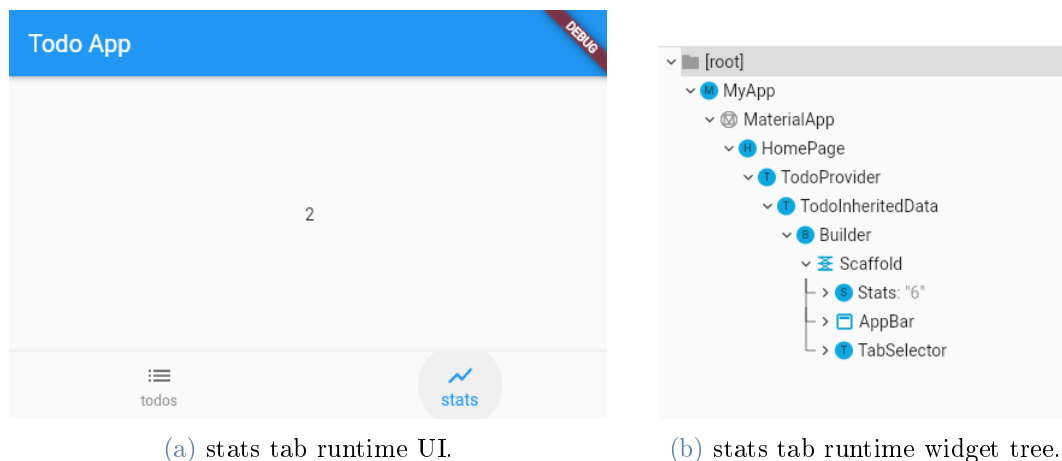 Todo App
DEBUG
2
todos
stats
(a) stats tab runtime UI.
[root]
M MyApp
MaterialApp
H HomePage
T TodoProvider
T TodoInheritedData
B Builder
Scaffold
S Stats: "6"
AppBar
T TabSelector
(b) stats tab runtime widget tree.